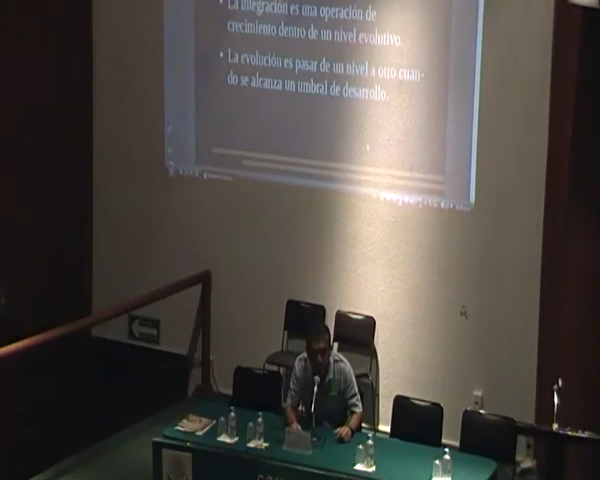 • La integración es una operación de
crecimiento dentro de un nivel evolutivo.
• La evolución es pasar de un nivel a otro cuan-
do se alcanza un umbral de desarrollo.